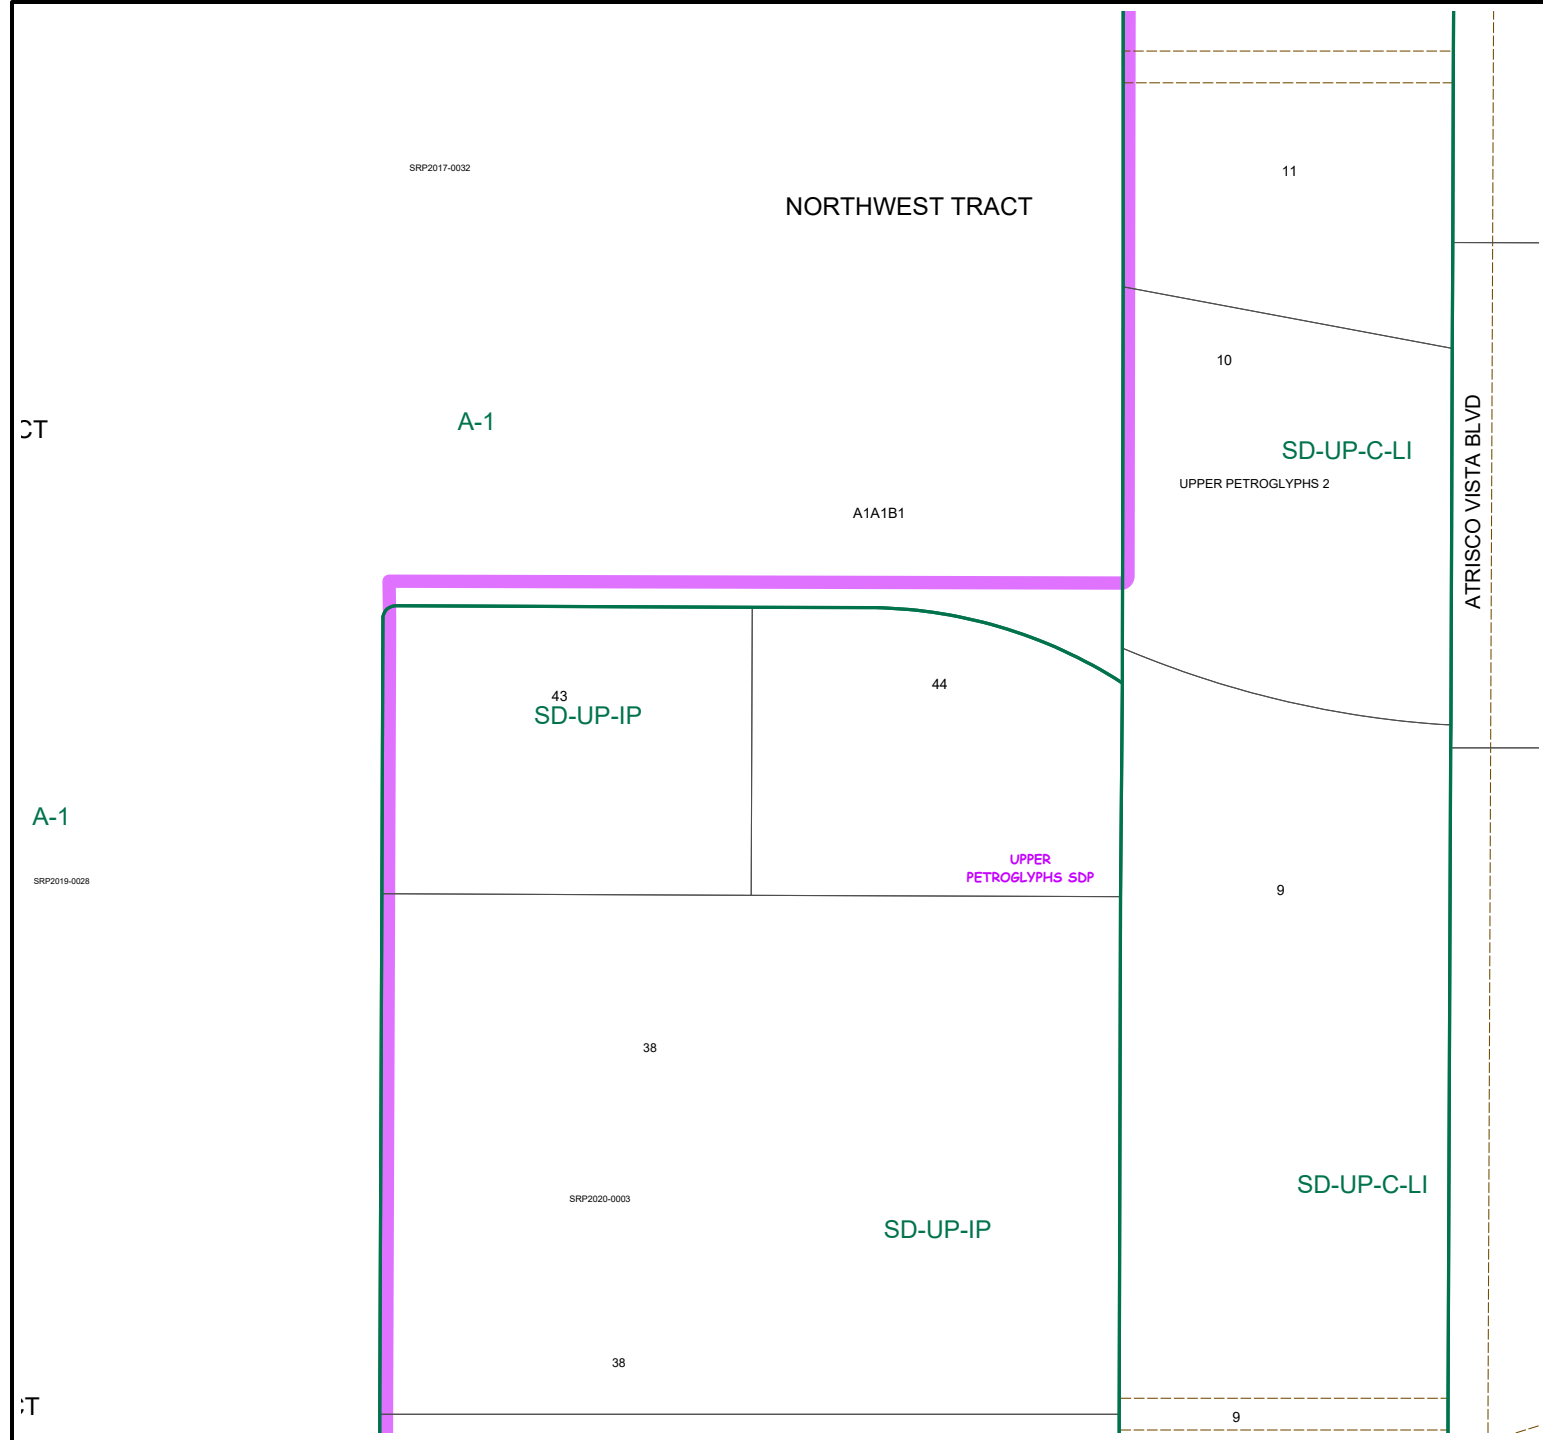 SRP2017-0032
11
NORTHWEST TRACT
10
A-1
CT
SD-UP-C-LI
UPPER PETROGLYPHS 2
ATRISCO VISTA BLVD
A1A1B1
43
44
SD-UP-IP
A-1
UPPER
PETROGLYPHS SDP
SRP2019-0028
9
38
SD-UP-C-LI
SRP2020-0003
SD-UP-IP
38
CT
9